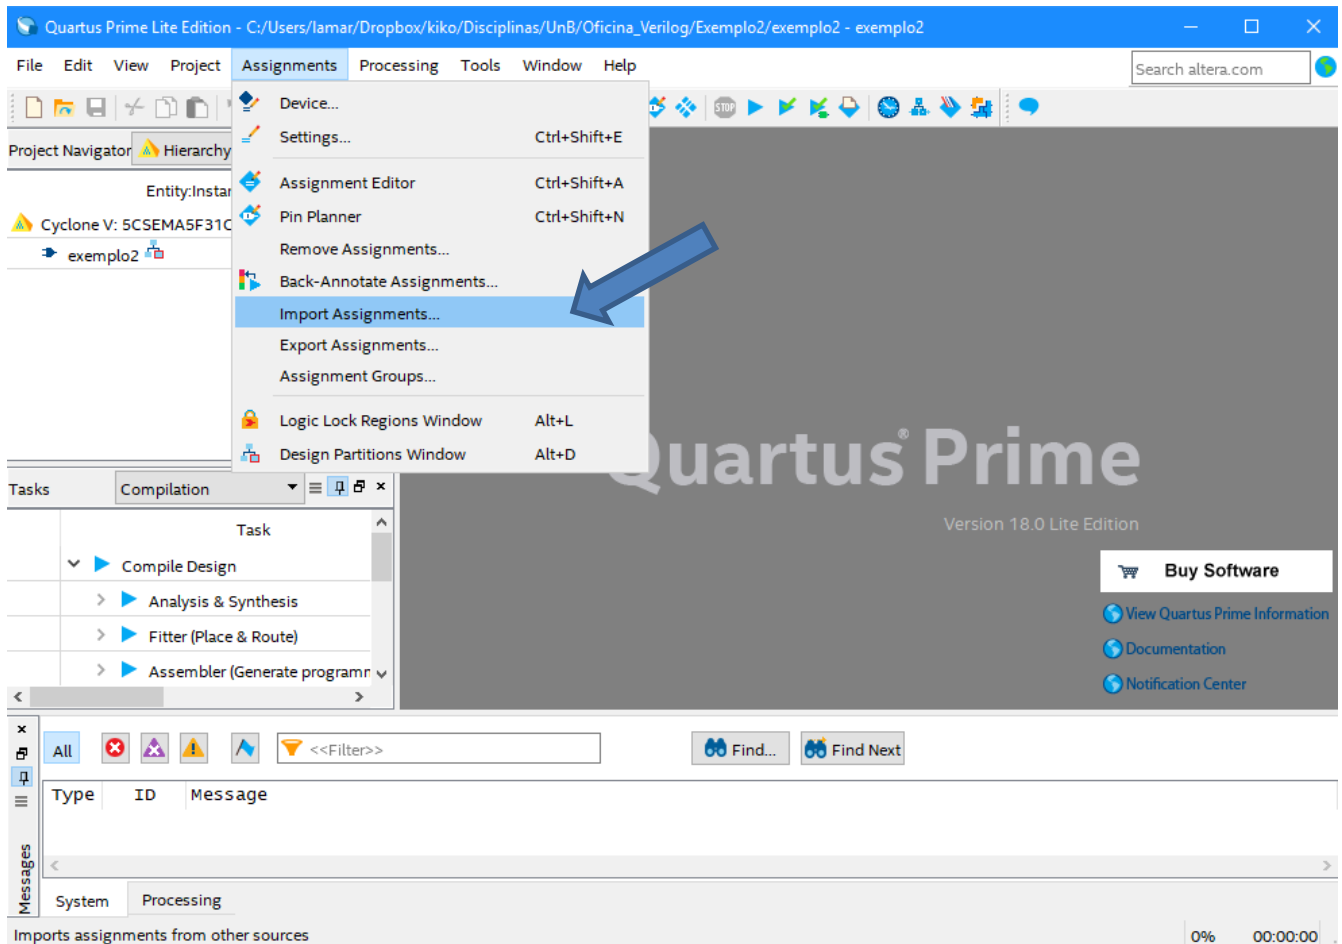 Quartus Prime Lite Edition - C:/Users/lamar/Dropbox/kiko/Disciplinas/UnB/Oficina_Verilog/Exemplo2/exemplo2 - exemplo2
File Edit View Project Assignments Processing Tools Window Help
Search altera.com
Device...
Settings... Ctrl+Shift+E
Project Navigator Hierarchy
Assignment Editor Ctrl+Shift+A
Entity:Instar
Pin Planner Ctrl+Shift+N
Cyclone V: 5CSEMA5F31C
Remove Assignments...
exemplo2
Back-Annotate Assignments...
Import Assignments...
Export Assignments...
Assignment Groups...
Logic Lock Regions Window Alt+L
Design Partitions Window Alt+D
Quartus® Prime
Version 18.0 Lite Edition
Buy Software
View Quartus Prime Information
Documentation
Notification Center
Tasks Compilation
Task
Compile Design
Analysis & Synthesis
Fitter (Place & Route)
Assembler (Generate programm
All <<Filter>> Find... Find Next
Type ID Message
Messages
System Processing
Imports assignments from other sources 0% 00:00:00
STOP